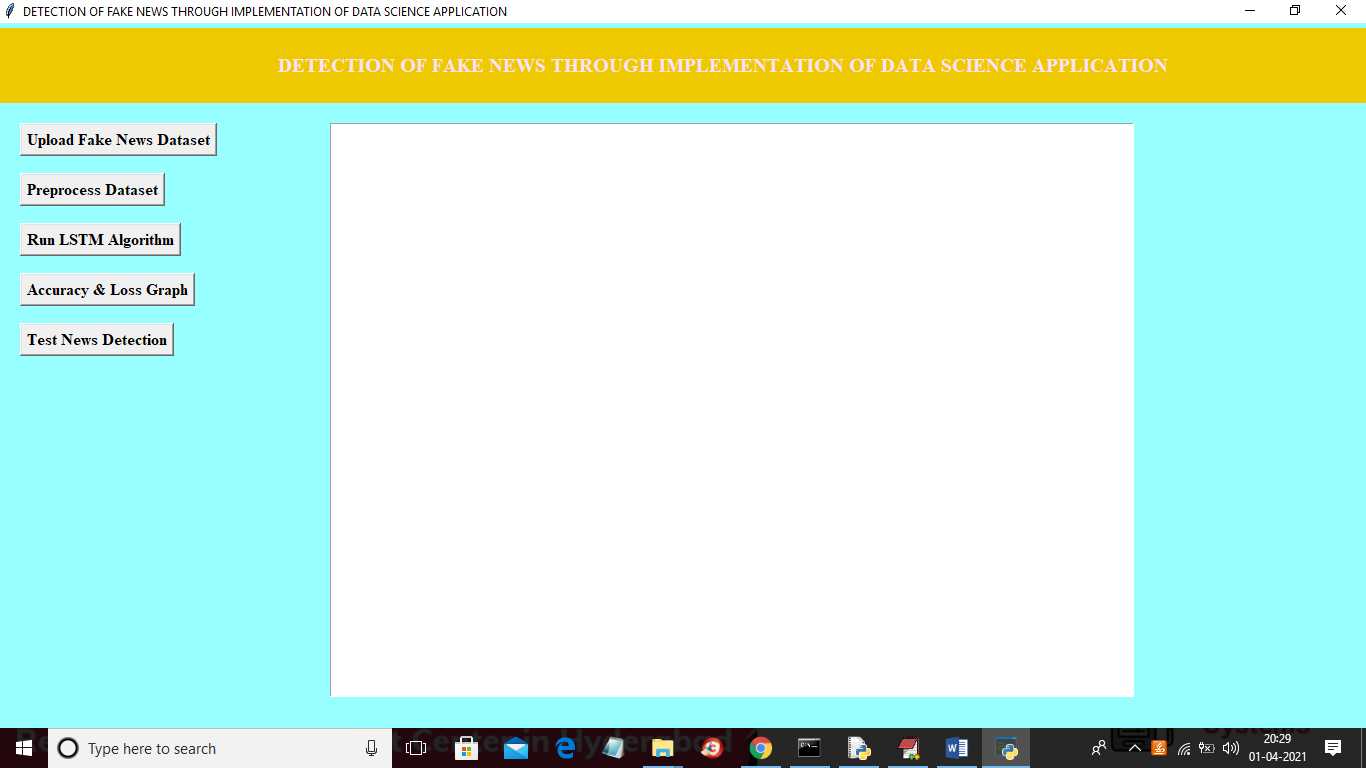 DETECTION OF FAKE NEWS THROUGH IMPLEMENTATION OF DATA SCIENCE APPLICATION
DETECTION OF FAKE NEWS THROUGH IMPLEMENTATION OF DATA SCIENCE APPLICATION
Upload Fake News Dataset
Preprocess Dataset
Run LSTM Algorithm
Accuracy & Loss Graph
Test News Detection
Type here to search
20:29
01-04-2021